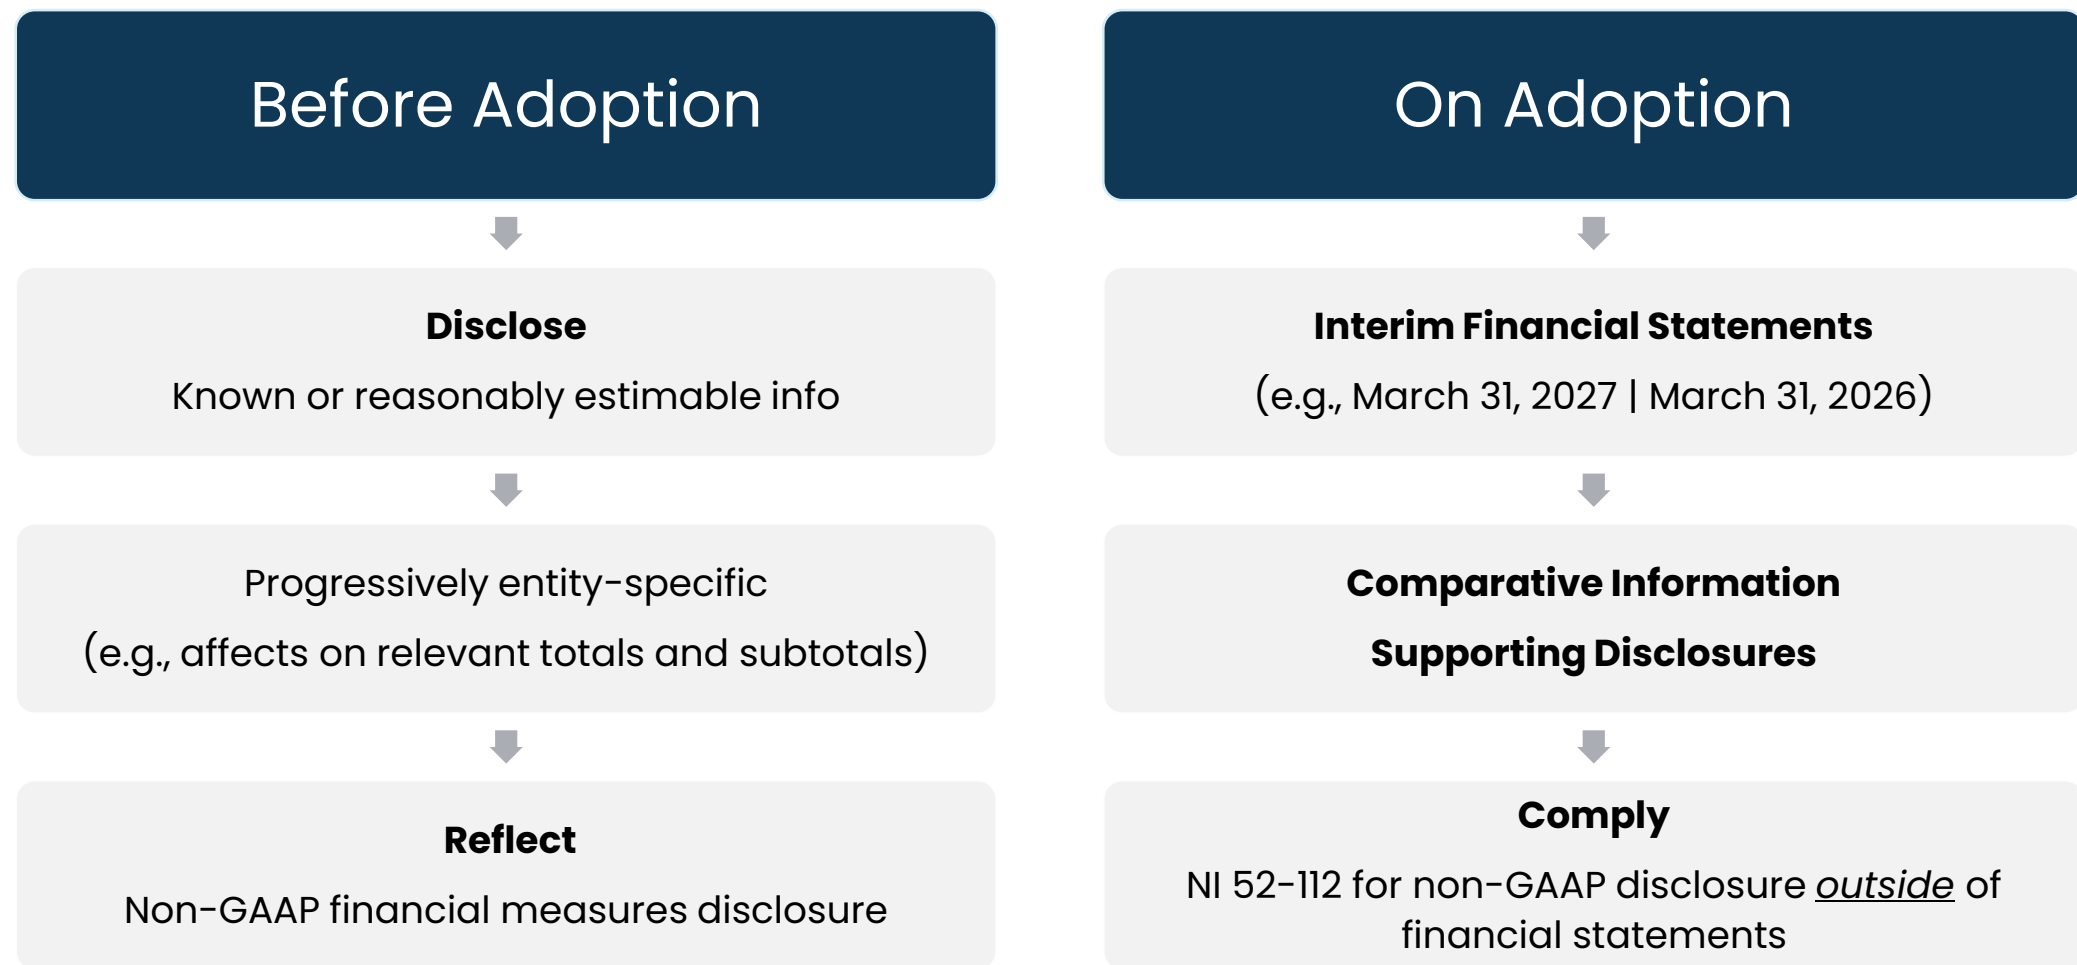 Before Adoption
Disclose
Known or reasonably estimable info
Progressively entity-specific
(e.g., affects on relevant totals and subtotals)
Reflect
Non-GAAP financial measures disclosure
On Adoption
Interim Financial Statements
(e.g., March 31, 2027 | March 31, 2026)
Comparative Information
Supporting Disclosures
Comply
NI 52-112 for non-GAAP disclosure outside of
financial statements